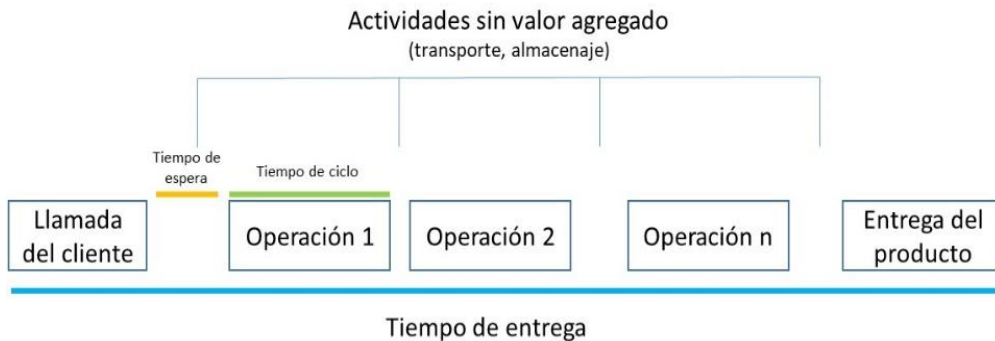 Actividades sin valor agregado
(transporte, almacenaje)
Tiempo de
espera
Tiempo de ciclo
Llamada
del cliente
Operación 1
Operación 2
Operación n
Entrega del
producto
Tiempo de entrega